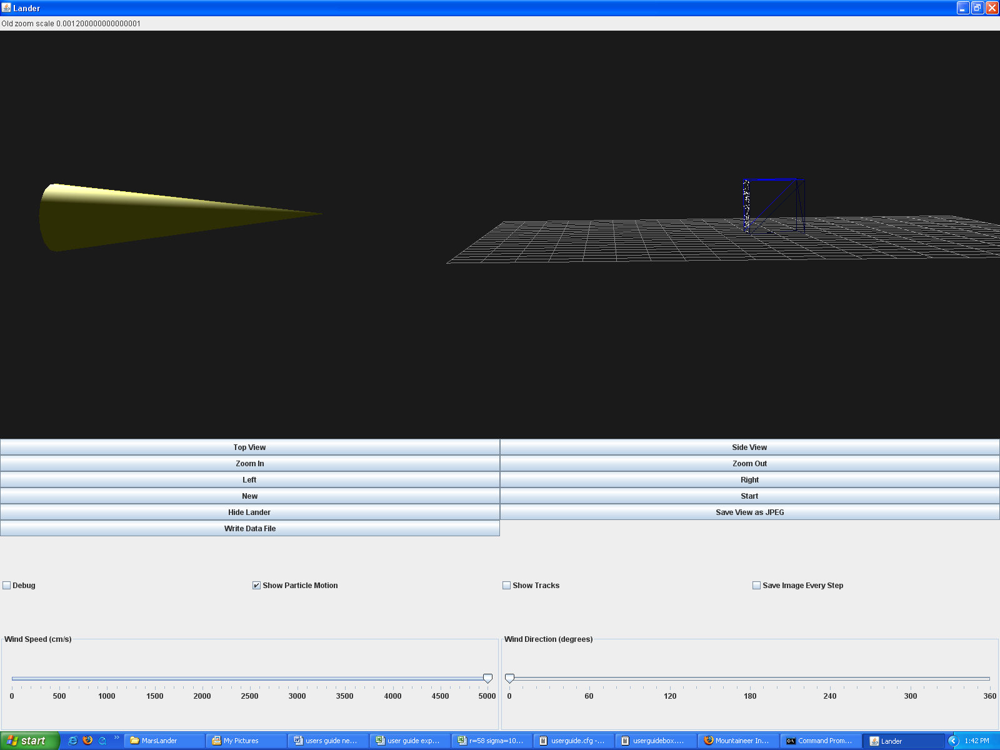 Lander
Old zoom scale 0.001200000000000001
Top View
Side View
Zoom In
Zoom Out
Left
Right
New
Start
Hide Lander
Save View as JPEG
Write Data File
Debug
Show Particle Motion
Show Tracks
Save Image Every Step
Wind Speed (cm/s)
0 500 1000 1500 2000 2500 3000 3500 4000 4500 5000
Wind Direction (degrees)
0 60 120 180 240 300 360
start
MarsLander
My Pictures
users guide ne...
user guide exp...
r=58 sigma=10...
userguide.cfg -...
userguidebox....
Mountaineer In...
Command Prom...
Lander
1:42 PM